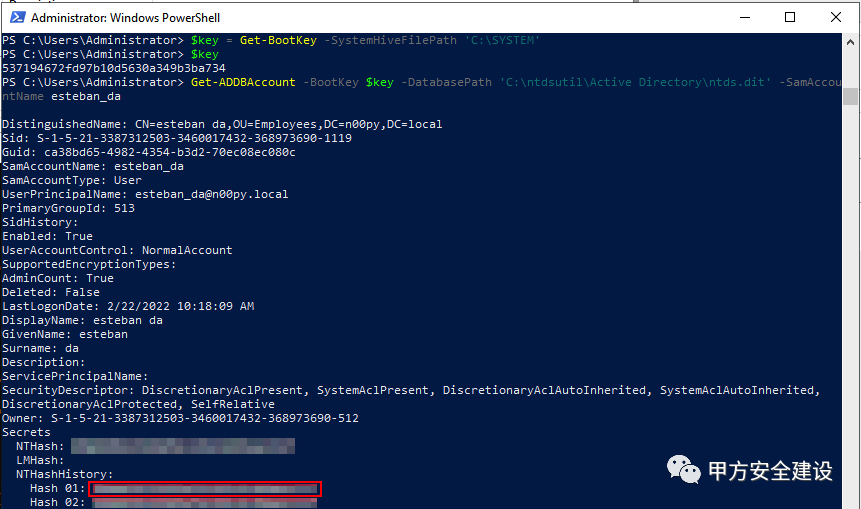 Administrator: Windows PowerShell
PS C:\Users\Administrator> $key = Get-BootKey -SystemHiveFilePath 'C:\SYSTEM'
PS C:\Users\Administrator> $key
537194672fd97b10d5630a349b3ba734
PS C:\Users\Administrator> Get-ADDBAccount -BootKey $key -DatabasePath 'C:\ntdsutil\Active Directory\ntds.dit' -SamAccou
ntName esteban_da
DistinguishedName: CN=esteban da,OU=Employees,DC=n00py,DC=local
Sid: S-1-5-21-3387312503-3460017432-368973690-1119
Guid: ca38bd65-4982-4354-b3d2-70ec08ec080c
SamAccountName: esteban_da
SamAccountType: User
UserPrincipalName: esteban_da@n00py.local
PrimaryGroupId: 513
SidHistory:
Enabled: True
UserAccountControl: NormalAccount
SupportedEncryptionTypes:
AdminCount: True
Deleted: False
LastLogonDate: 2/22/2022 10:18:09 AM
DisplayName: esteban da
GivenName: esteban
Surname: da
Description:
ServicePrincipalName:
SecurityDescriptor: DiscretionaryAclPresent, SystemAclPresent, DiscretionaryAclAutoInherited, SystemAclAutoInherited,
DiscretionaryAclProtected, SelfRelative
Owner: S-1-5-21-3387312503-3460017432-368973690-512
Secrets
NTHash:
LMHash:
NTHashHistory:
Hash 01:
Hash 02:
甲方安全建设